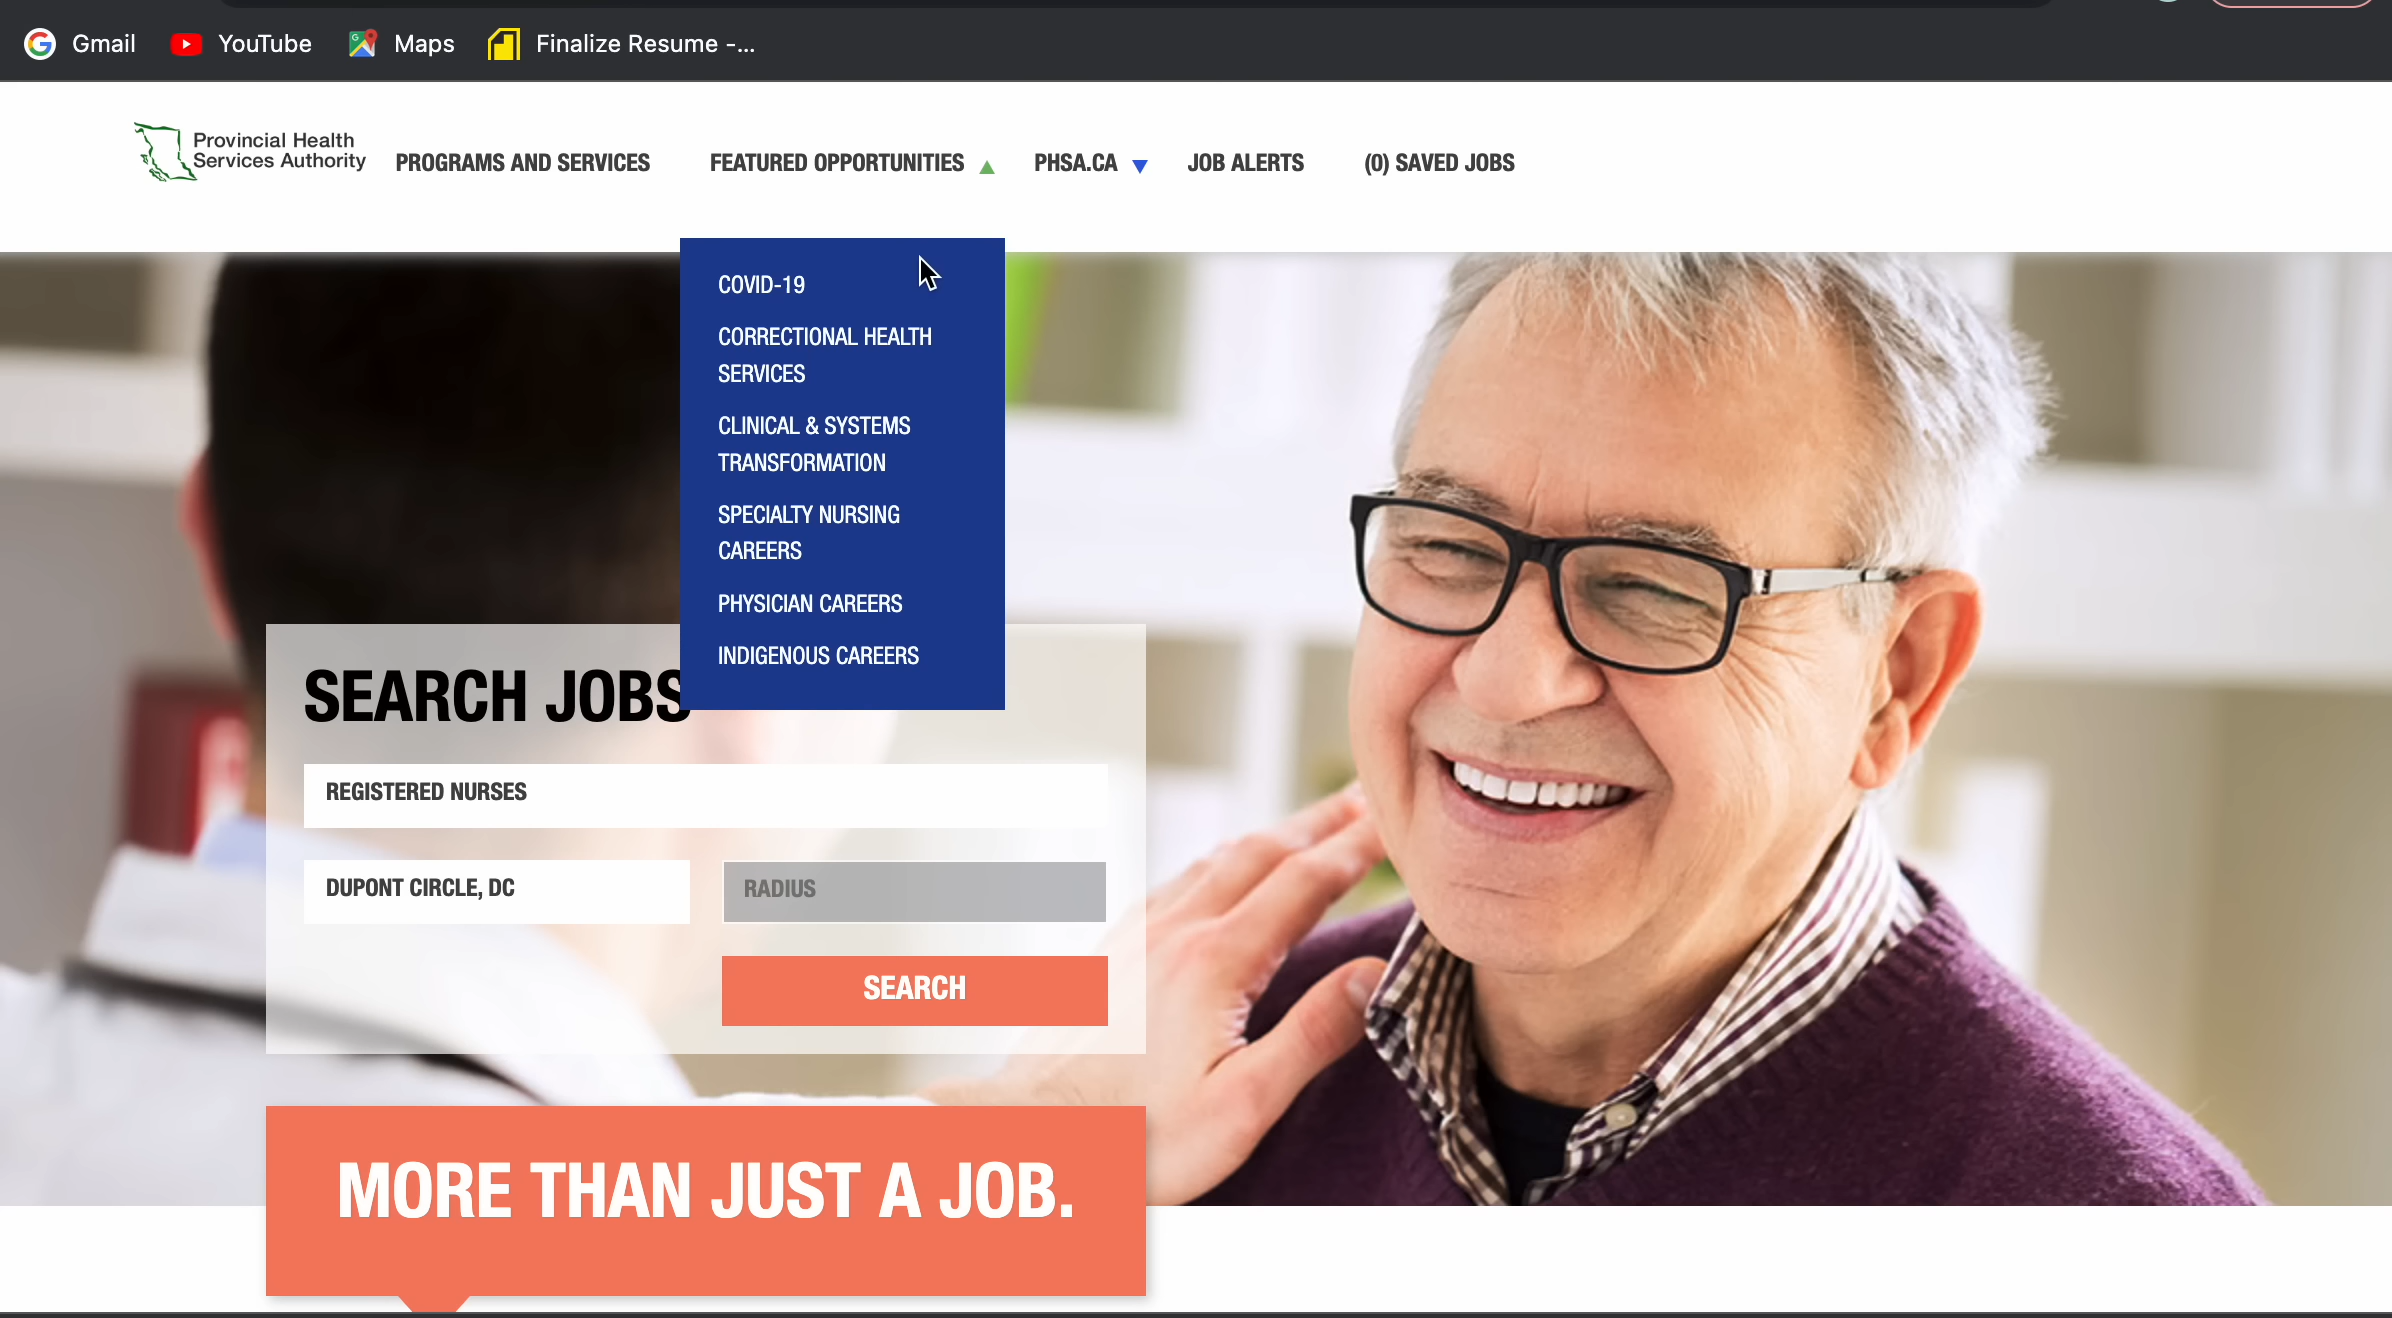 Gmail
YouTube
Maps
Finalize Resume -...
Provincial Health
Services Authority
PROGRAMS AND SERVICES
FEATURED OPPORTUNITIES
PHSA.CA
JOB ALERTS
(0) SAVED JOBS
COVID-19
CORRECTIONAL HEALTH
SERVICES
CLINICAL & SYSTEMS
TRANSFORMATION
SPECIALTY NURSING
CAREERS
PHYSICIAN CAREERS
INDIGENOUS CAREERS
SEARCH JOBS
REGISTERED NURSES
DUPONT CIRCLE, DC
RADIUS
SEARCH
MORE THAN JUST A JOB.